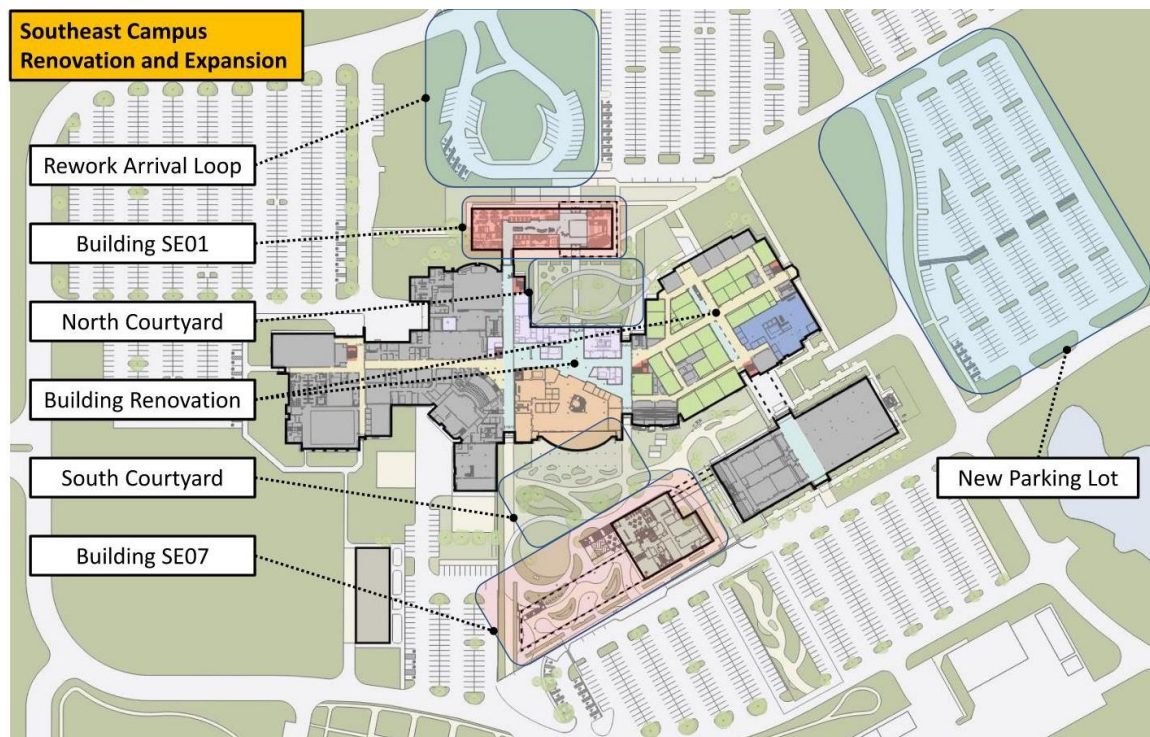 Southeast Campus
Renovation and Expansion
Rework Arrival Loop
Building SE01
North Courtyard
Building Renovation
South Courtyard
Building SE07
New Parking Lot